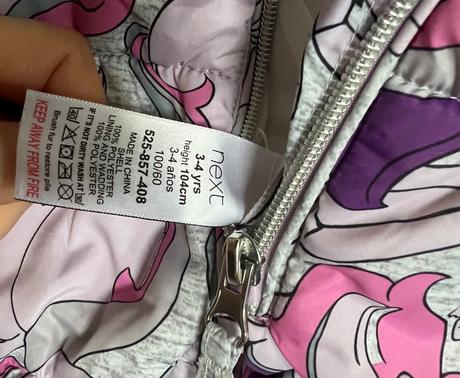 next
3-4 yrs
height 104cm
3-4 años
100/60
525-857-408
MADE IN CHINA
SHELL
100% POLYESTER
LINING AND WADDING
100% POLYESTER
IF IT'S NOT DIRTY WASH AT 30
40
Brush fur to restore pile
KEEP AWAY FROM FIRE